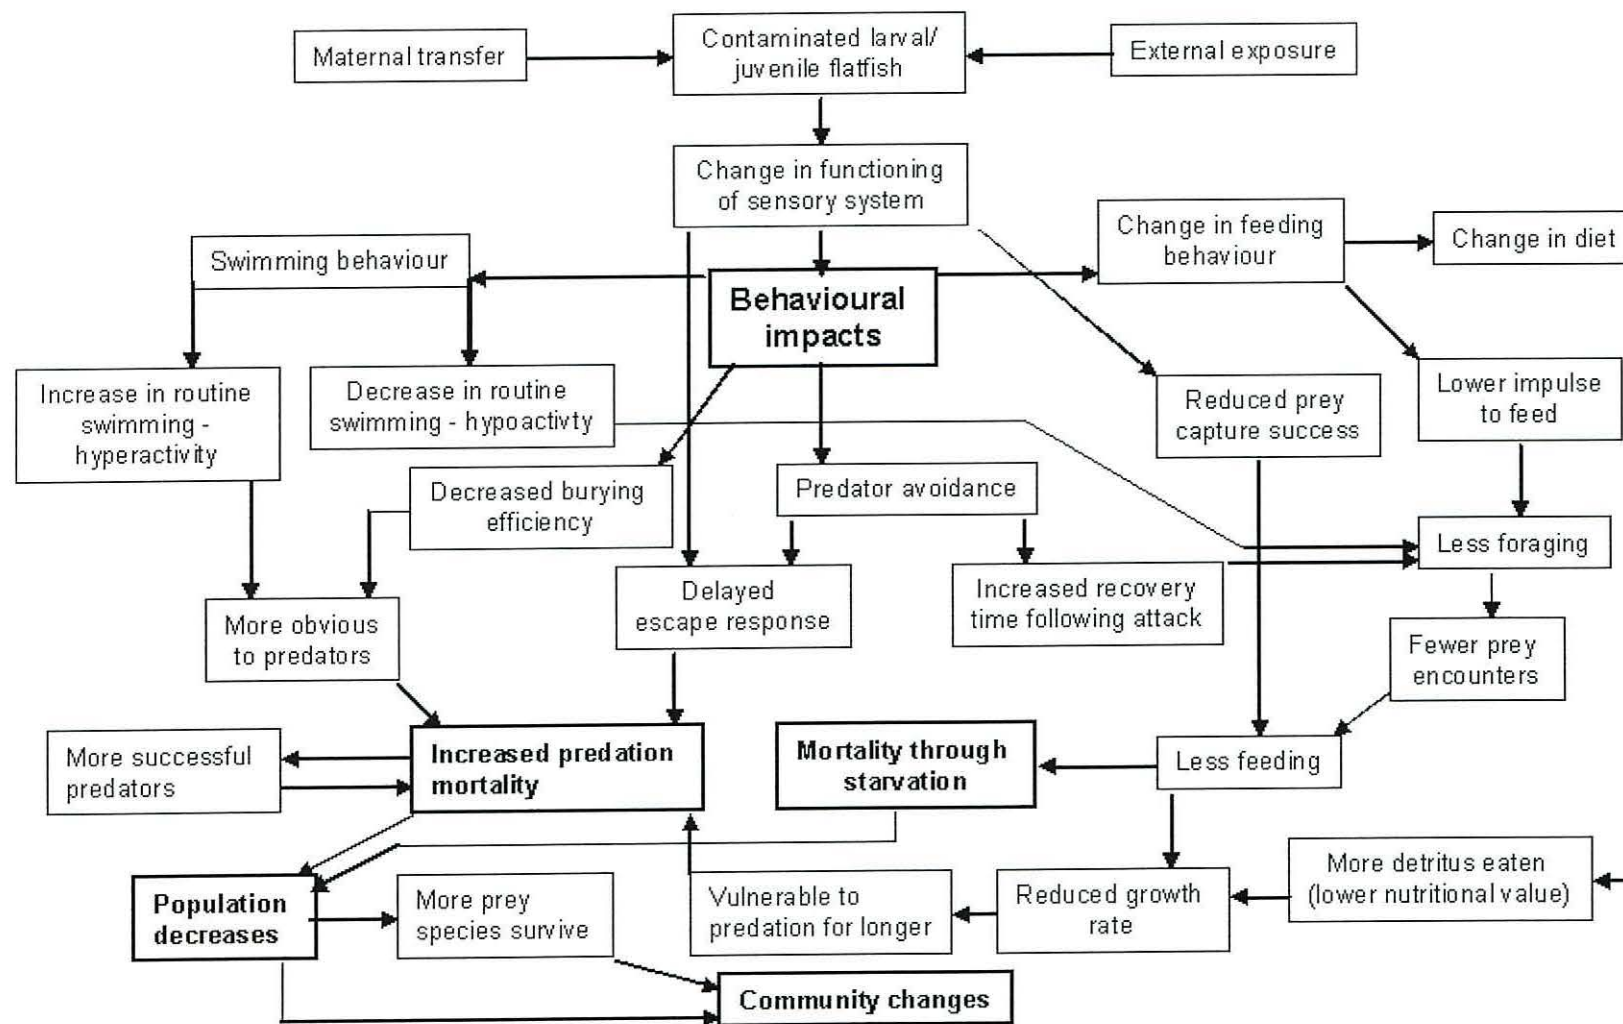 Maternal transfer
Contaminated larval/
juvenile flatfish
External exposure
Change in functioning
of sensory system
Swimming behaviour
Behavioural
impacts
Change in feeding
behaviour
Change in diet
Increase in routine
swimming -
hyperactivity
Decrease in routine
swimming - hypoactivty
Reduced prey
capture success
Lower impulse
to feed
Decreased burying
efficiency
Predator avoidance
Less foraging
More obvious
to predators
Delayed
escape response
Increased recovery
time following attack
Fewer prey
encounters
More successful
predators
Increased predation
mortality
Mortality through
starvation
Less feeding
Population
decreases
More prey
species survive
Vulnerable to
predation for longer
Reduced growth
rate
More detritus eaten
(lower nutritional value)
Community changes